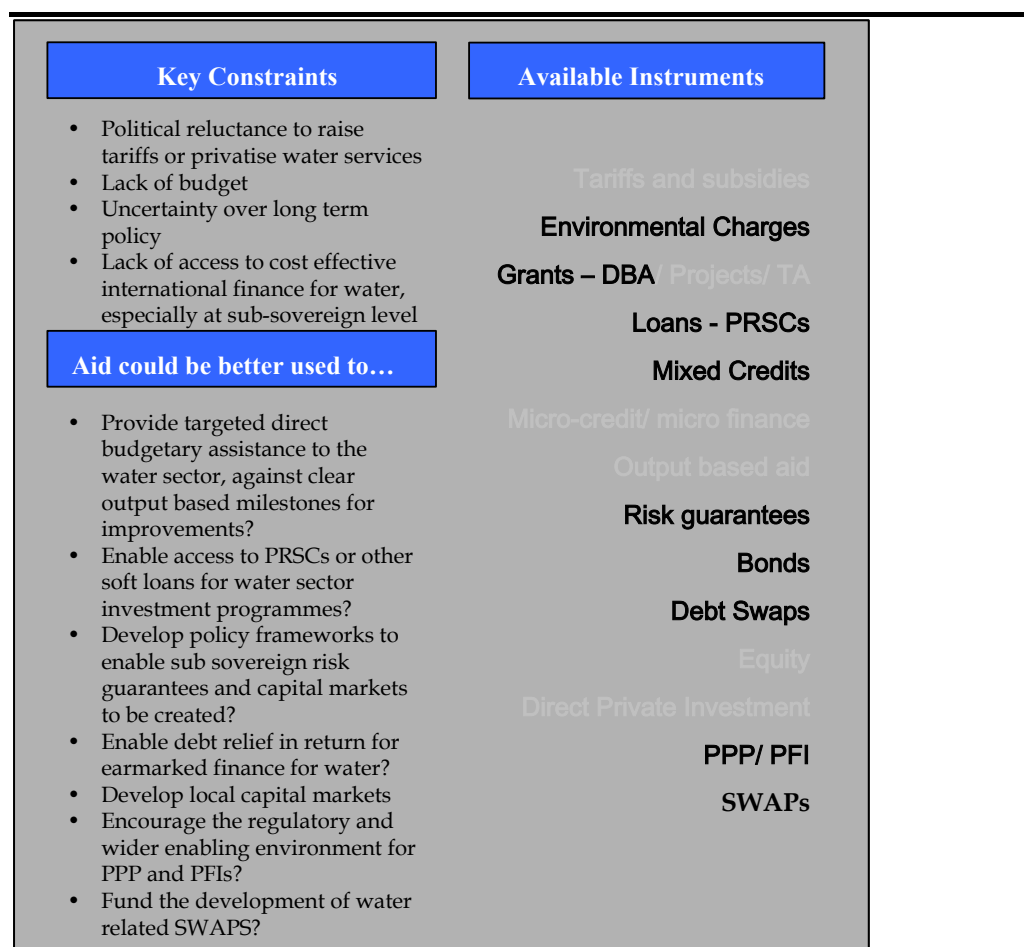 Key Constraints
• Political reluctance to raise
tariffs or privatise water services
• Lack of budget
• Uncertainty over long term
policy
• Lack of access to cost effective
international finance for water,
especially at sub-sovereign level
Aid could be better used to…
• Provide targeted direct
budgetary assistance to the
water sector, against clear
output based milestones for
improvements?
• Enable access to PRSCs or other
soft loans for water sector
investment programmes?
• Develop policy frameworks to
enable sub sovereign risk
guarantees and capital markets
to be created?
• Enable debt relief in return for
earmarked finance for water?
• Develop local capital markets
• Encourage the regulatory and
wider enabling environment for
PPP and PFIs?
• Fund the development of water
related SWAPS?
Available Instruments
Tariffs and subsidies
Environmental Charges
Grants – DBA/ Projects/ TA
Loans - PRSCs
Mixed Credits
Micro-credit/ micro finance
Output based aid
Risk guarantees
Bonds
Debt Swaps
Equity
Direct Private Investment
PPP/ PFI
SWAPs